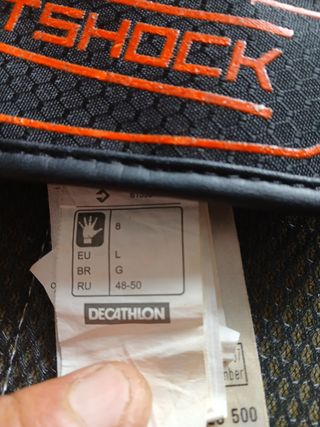 TSHOCK
8
EU L
BR G
RU 48-50
DECATHLON
500